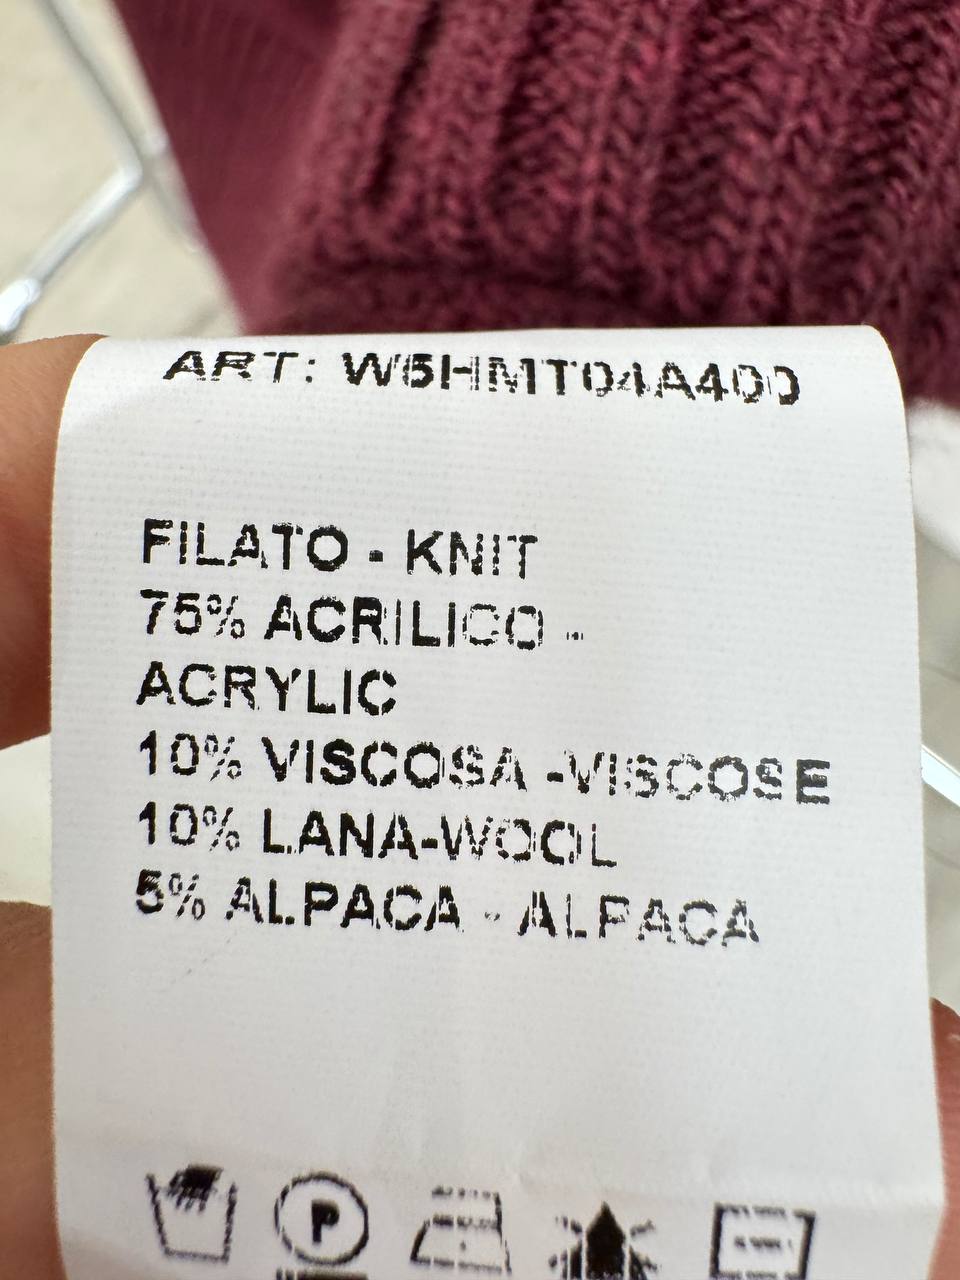 ART: W5HMT04A400
FILATO - KNIT
75% ACRILICO -
ACRYLIC
10% VISCOSA -VISCOSE
10% LANA-WOOL
5% ALPACA - ALPACA
P